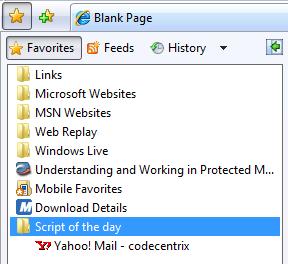 Blank Page
Favorites Feeds History
Links
Microsoft Websites
MSN Websites
Web Replay
Windows Live
Understanding and Working in Protected M...
Mobile Favorites
Download Details
Script of the day
Yahoo! Mail - codecentrix